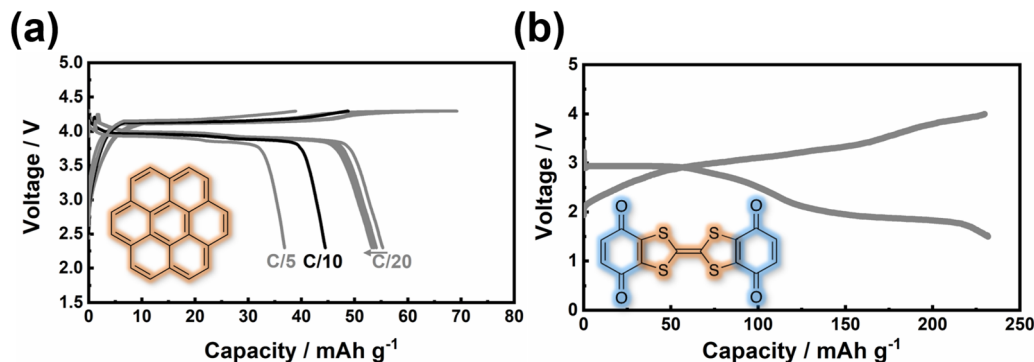 (a)
(b)
Voltage / V
5.0
4.5
4.0
3.5
3.0
2.5
2.0
1.5
C/5
C/10
C/20
0 10 20 30 40 50 60 70 80
Capacity / mAh g⁻¹
Voltage / V
5
4
3
2
1
0
O
O
S
S
S
S
O
O
0 50 100 150 200 250
Capacity / mAh g⁻¹